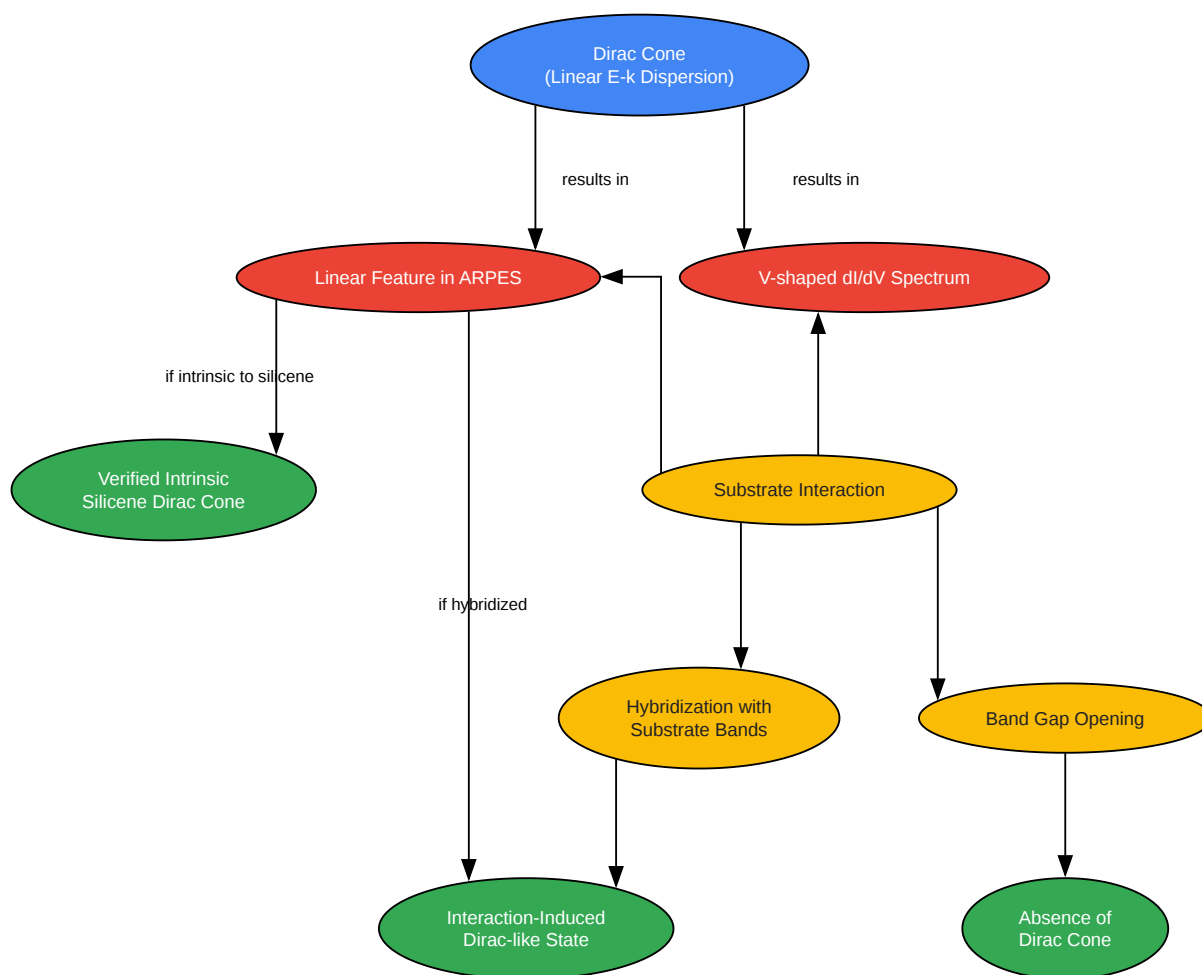 Dirac Cone
(Linear E-k Dispersion)
results in
results in
Linear Feature in ARPES
V-shaped dI/dV Spectrum
if intrinsic to silicene
Verified Intrinsic
Silicene Dirac Cone
Substrate Interaction
if hybridized
Hybridization with
Substrate Bands
Band Gap Opening
Interaction-Induced
Dirac-like State
Absence of
Dirac Cone